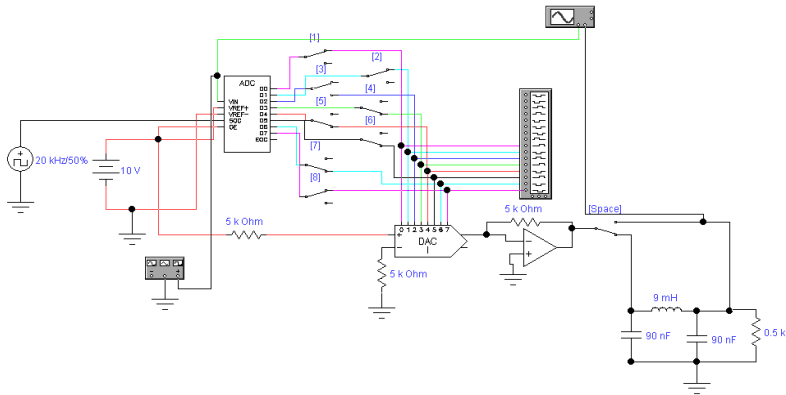 [1]
[2]
[3]
[4]
[5]
[6]
[7]
[8]
ADC
VIN
VREF+
VREF-
SOC
OE
D0
D1
D2
D3
D4
D5
D6
D7
EOC
20 kHz/50%
10 V
5 k Ohm
0 1 2 3 4 5 6 7
DAC
I
5 k Ohm
5 k Ohm
[Space]
9 mH
90 nF
90 nF
0.5 k